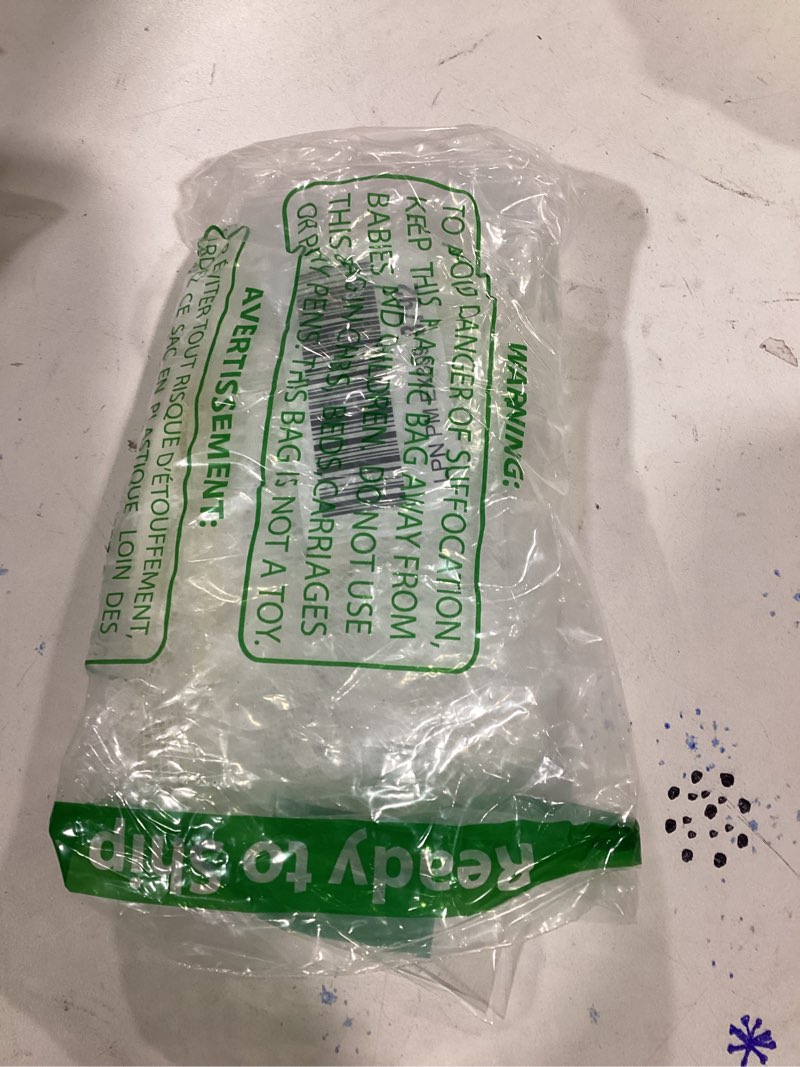 WARNING:
TO AVOID DANGER OF SUFFOCATION,
KEEP THIS PLASTIC BAG AWAY FROM
BABIES AND CHILDREN. DO NOT USE
THIS BAG IN CRIBS, BEDS, CARRIAGES
OR PLAY PENS. THIS BAG IS NOT A TOY.
AVERTISSEMENT:
ÉVITER TOUT RISQUE D'ÉTOUFFEMENT,
CE SAC EN PLASTIQUE LOIN DES
Ready to Ship